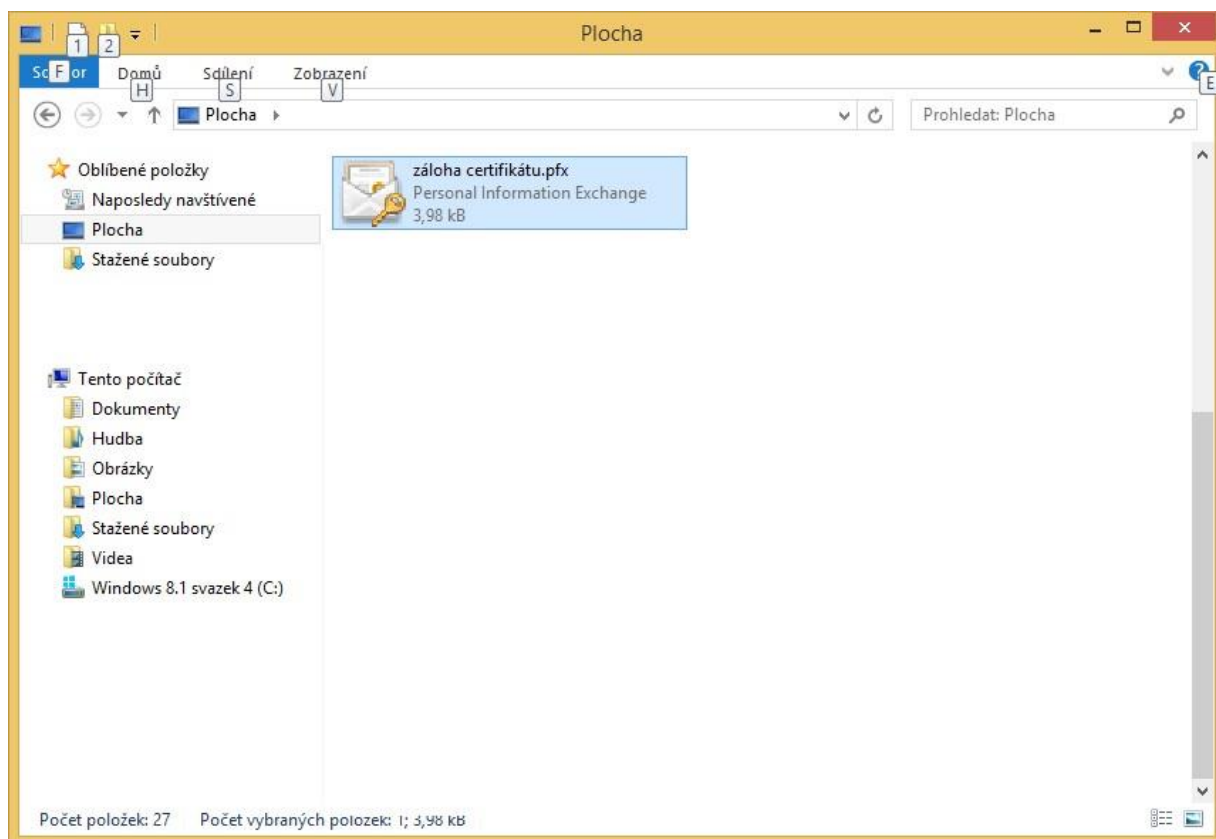 Plocha
1 2
Sc F or Domů Sdílení Zobrazení
H S V E
Plocha
Prohledat: Plocha
Oblíbené položky
Naposledy navštívené
Plocha
Stažené soubory
Tento počítač
Dokumenty
Hudba
Obrázky
Plocha
Stažené soubory
Videa
Windows 8.1 svazek 4 (C:)
záloha certifikátu.pfx
Personal Information Exchange
3,98 kB
Počet položek: 27 Počet vybraných položek: 1; 3,98 kB